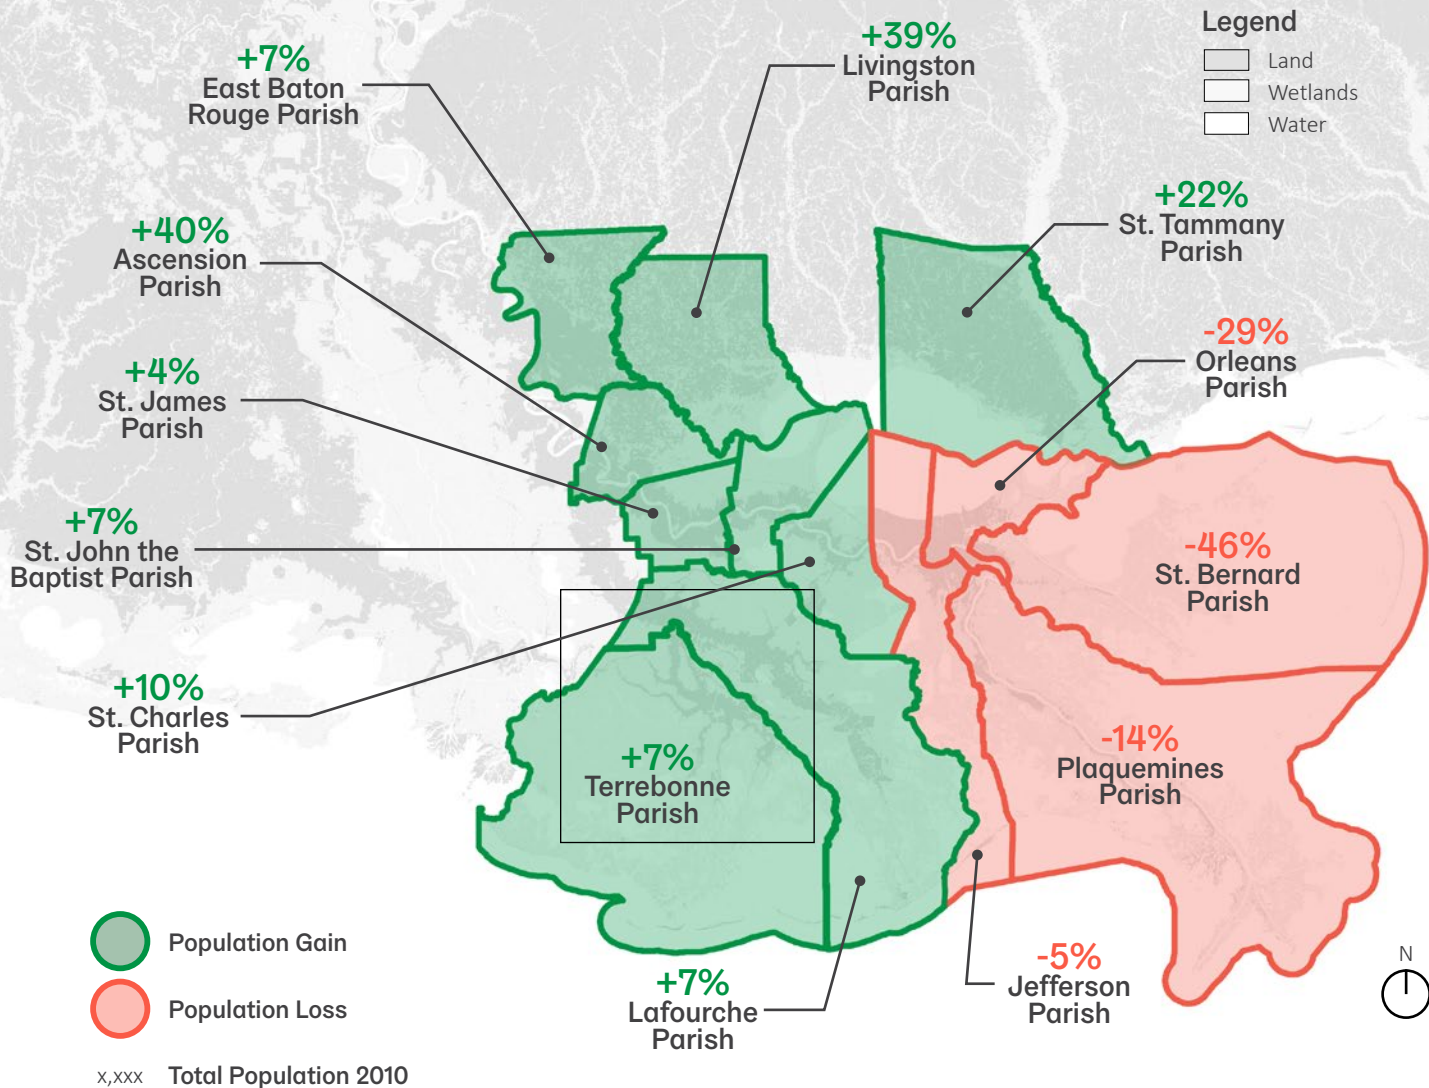 Legend
Land
Wetlands
Water
+7%
East Baton
Rouge Parish
+39%
Livingston
Parish
+22%
St. Tammany
Parish
+40%
Ascension
Parish
-29%
Orleans
Parish
+4%
St. James
Parish
+7%
St. John the
Baptist Parish
-46%
St. Bernard
Parish
+10%
St. Charles
Parish
+7%
Terrebonne
Parish
-14%
Plaquemines
Parish
+7%
Lafourche
Parish
-5%
Jefferson
Parish
N
Population Gain
Population Loss
x,xxx Total Population 2010